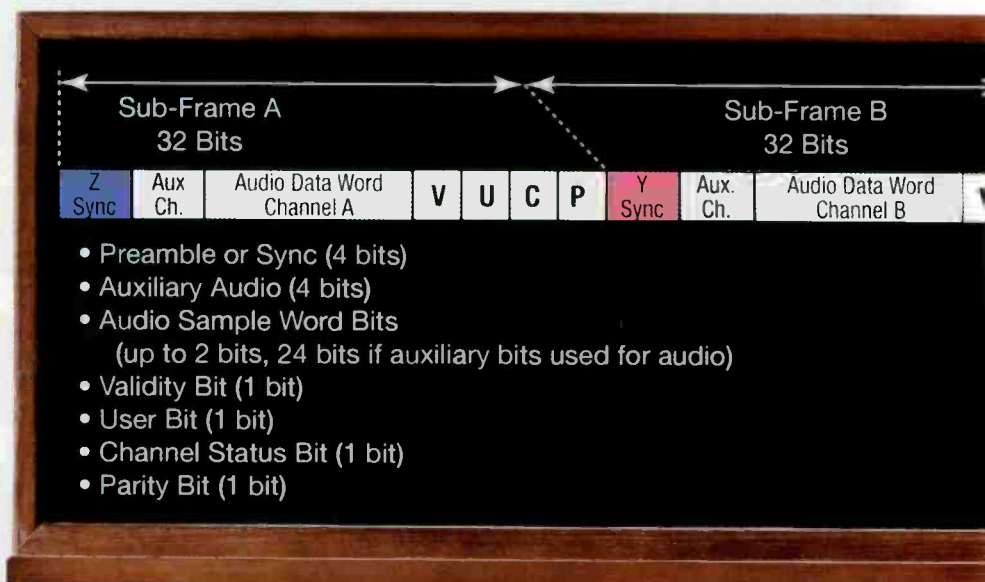 Sub-Frame A
32 Bits
Sub-Frame B
32 Bits
Z
Sync
Aux
Ch.
Audio Data Word
Channel A
V
U
C
P
Y
Sync
Aux.
Ch.
Audio Data Word
Channel B
• Preamble or Sync (4 bits)
• Auxiliary Audio (4 bits)
• Audio Sample Word Bits
(up to 2 bits, 24 bits if auxiliary bits used for audio)
• Validity Bit (1 bit)
• User Bit (1 bit)
• Channel Status Bit (1 bit)
• Parity Bit (1 bit)